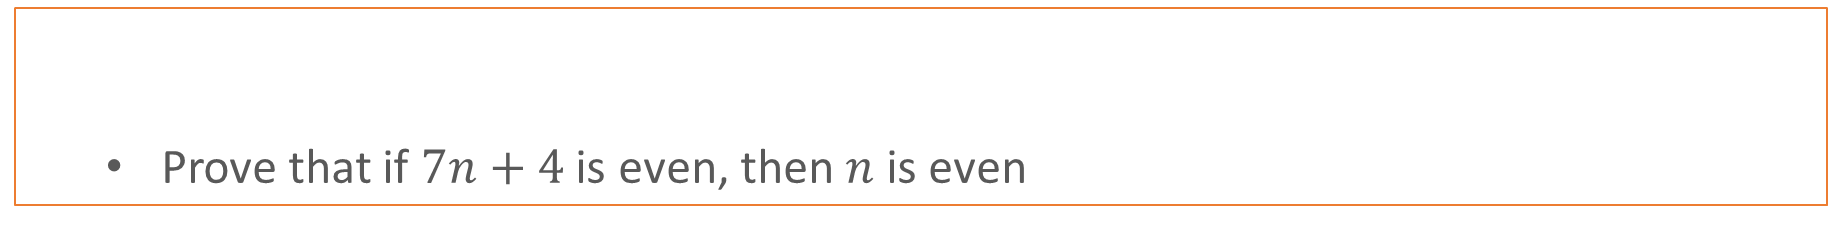 • Prove that if 7𝑛 + 4 is even, then 𝑛 is even